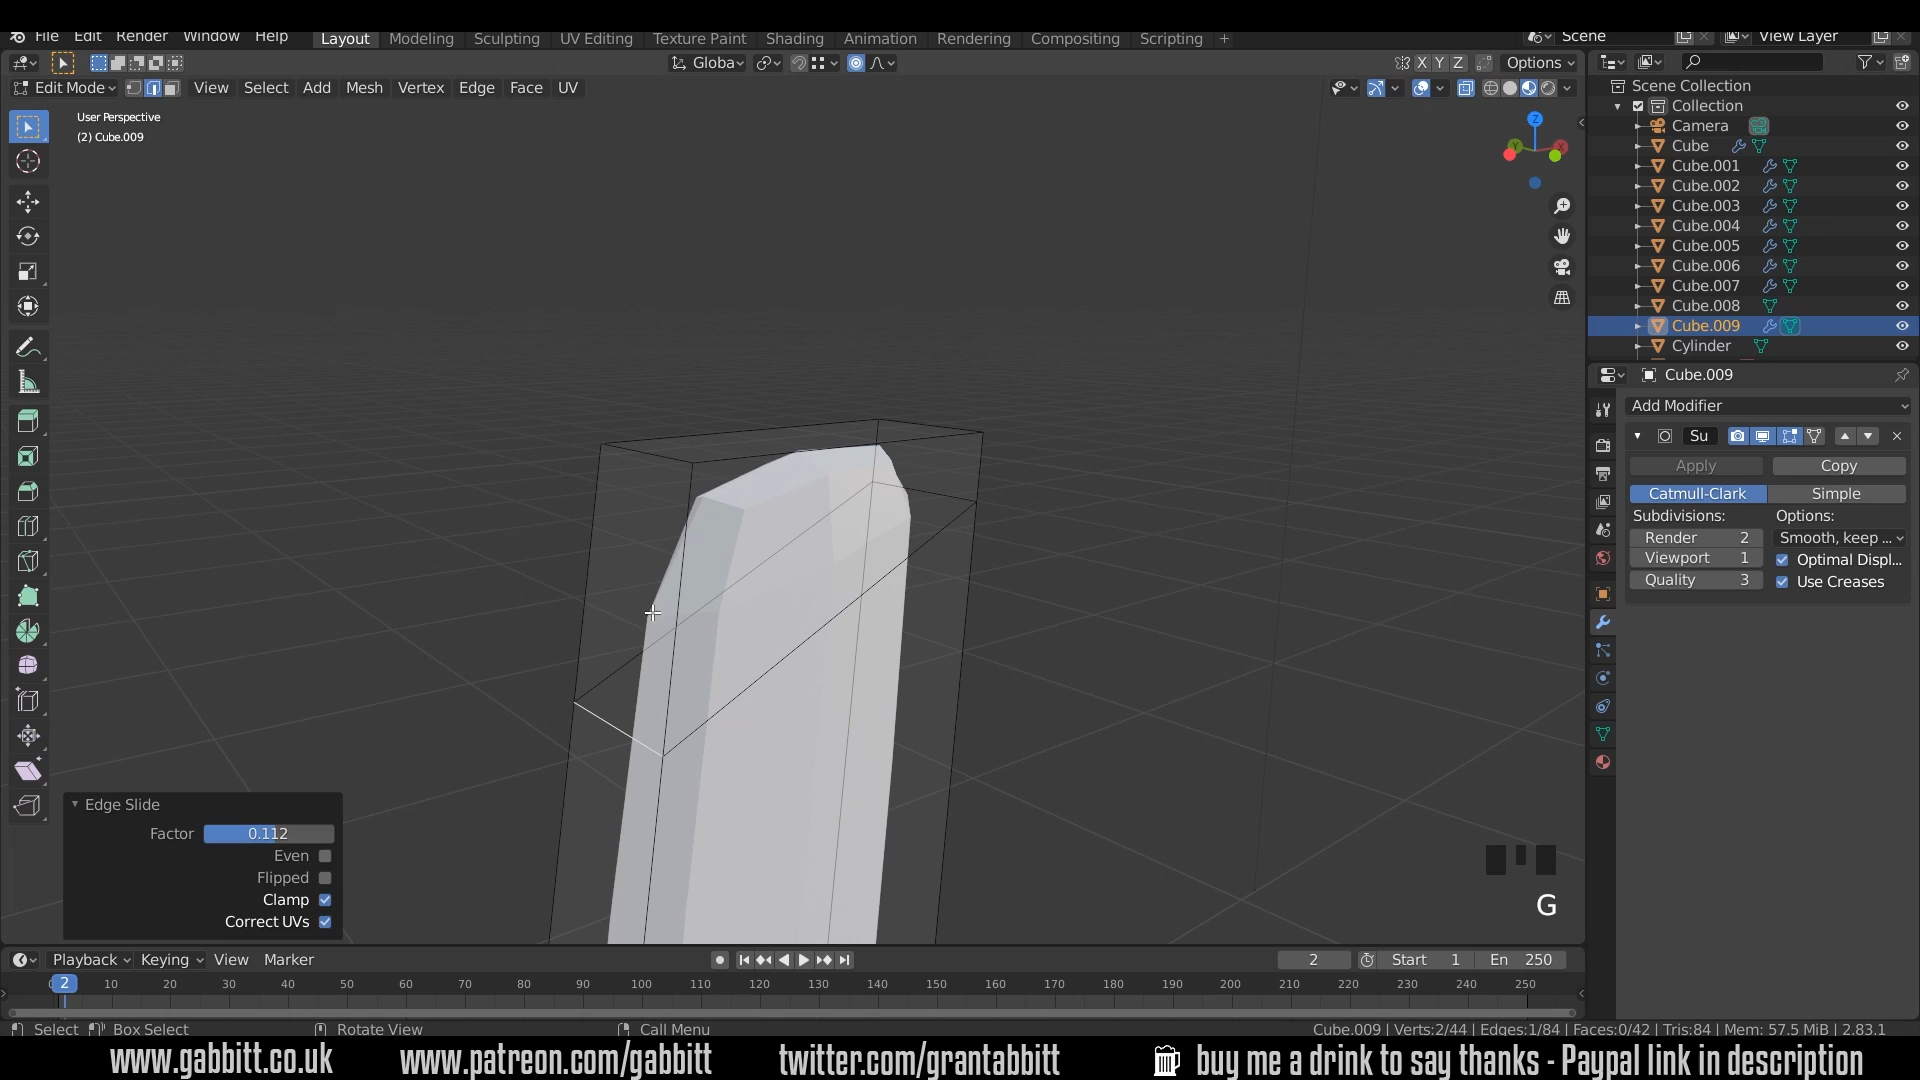 File Edit Render Window Help Layout Modeling Sculpting UV Editing Texture Paint Shading Animation Rendering Compositing Scripting + Scene View Layer
Globa X Y Z Options
Edit Mode View Select Add Mesh Vertex Edge Face UV
User Perspective
(2) Cube.009
Z
Y
X
Scene Collection
Collection
Camera
Cube
Cube.001
Cube.002
Cube.003
Cube.004
Cube.005
Cube.006
Cube.007
Cube.008
Cube.009
Cylinder
Cube.009
Add Modifier
Su
Apply Copy
Catmull-Clark Simple
Subdivisions: Options:
Render 2 Smooth, keep ...
Viewport 1 Optimal Displ...
Quality 3 Use Creases
Edge Slide
Factor 0.112
Even
Flipped
Clamp
Correct UVs
G
Playback Keying View Marker 2 Start 1 En 250
2 10 20 30 40 50 60 70 80 90 100 110 120 130 140 150 160 170 180 190 200 210 220 230 240 250
Select Box Select Rotate View Call Menu Cube.009 | Verts:2/44 | Edges:1/84 | Faces:0/42 | Tris:84 | Mem: 57.5 MiB | 2.83.1
www.gabbitt.co.uk www.patreon.com/gabbitt twitter.com/grantabbitt buy me a drink to say thanks - Paypal link in description